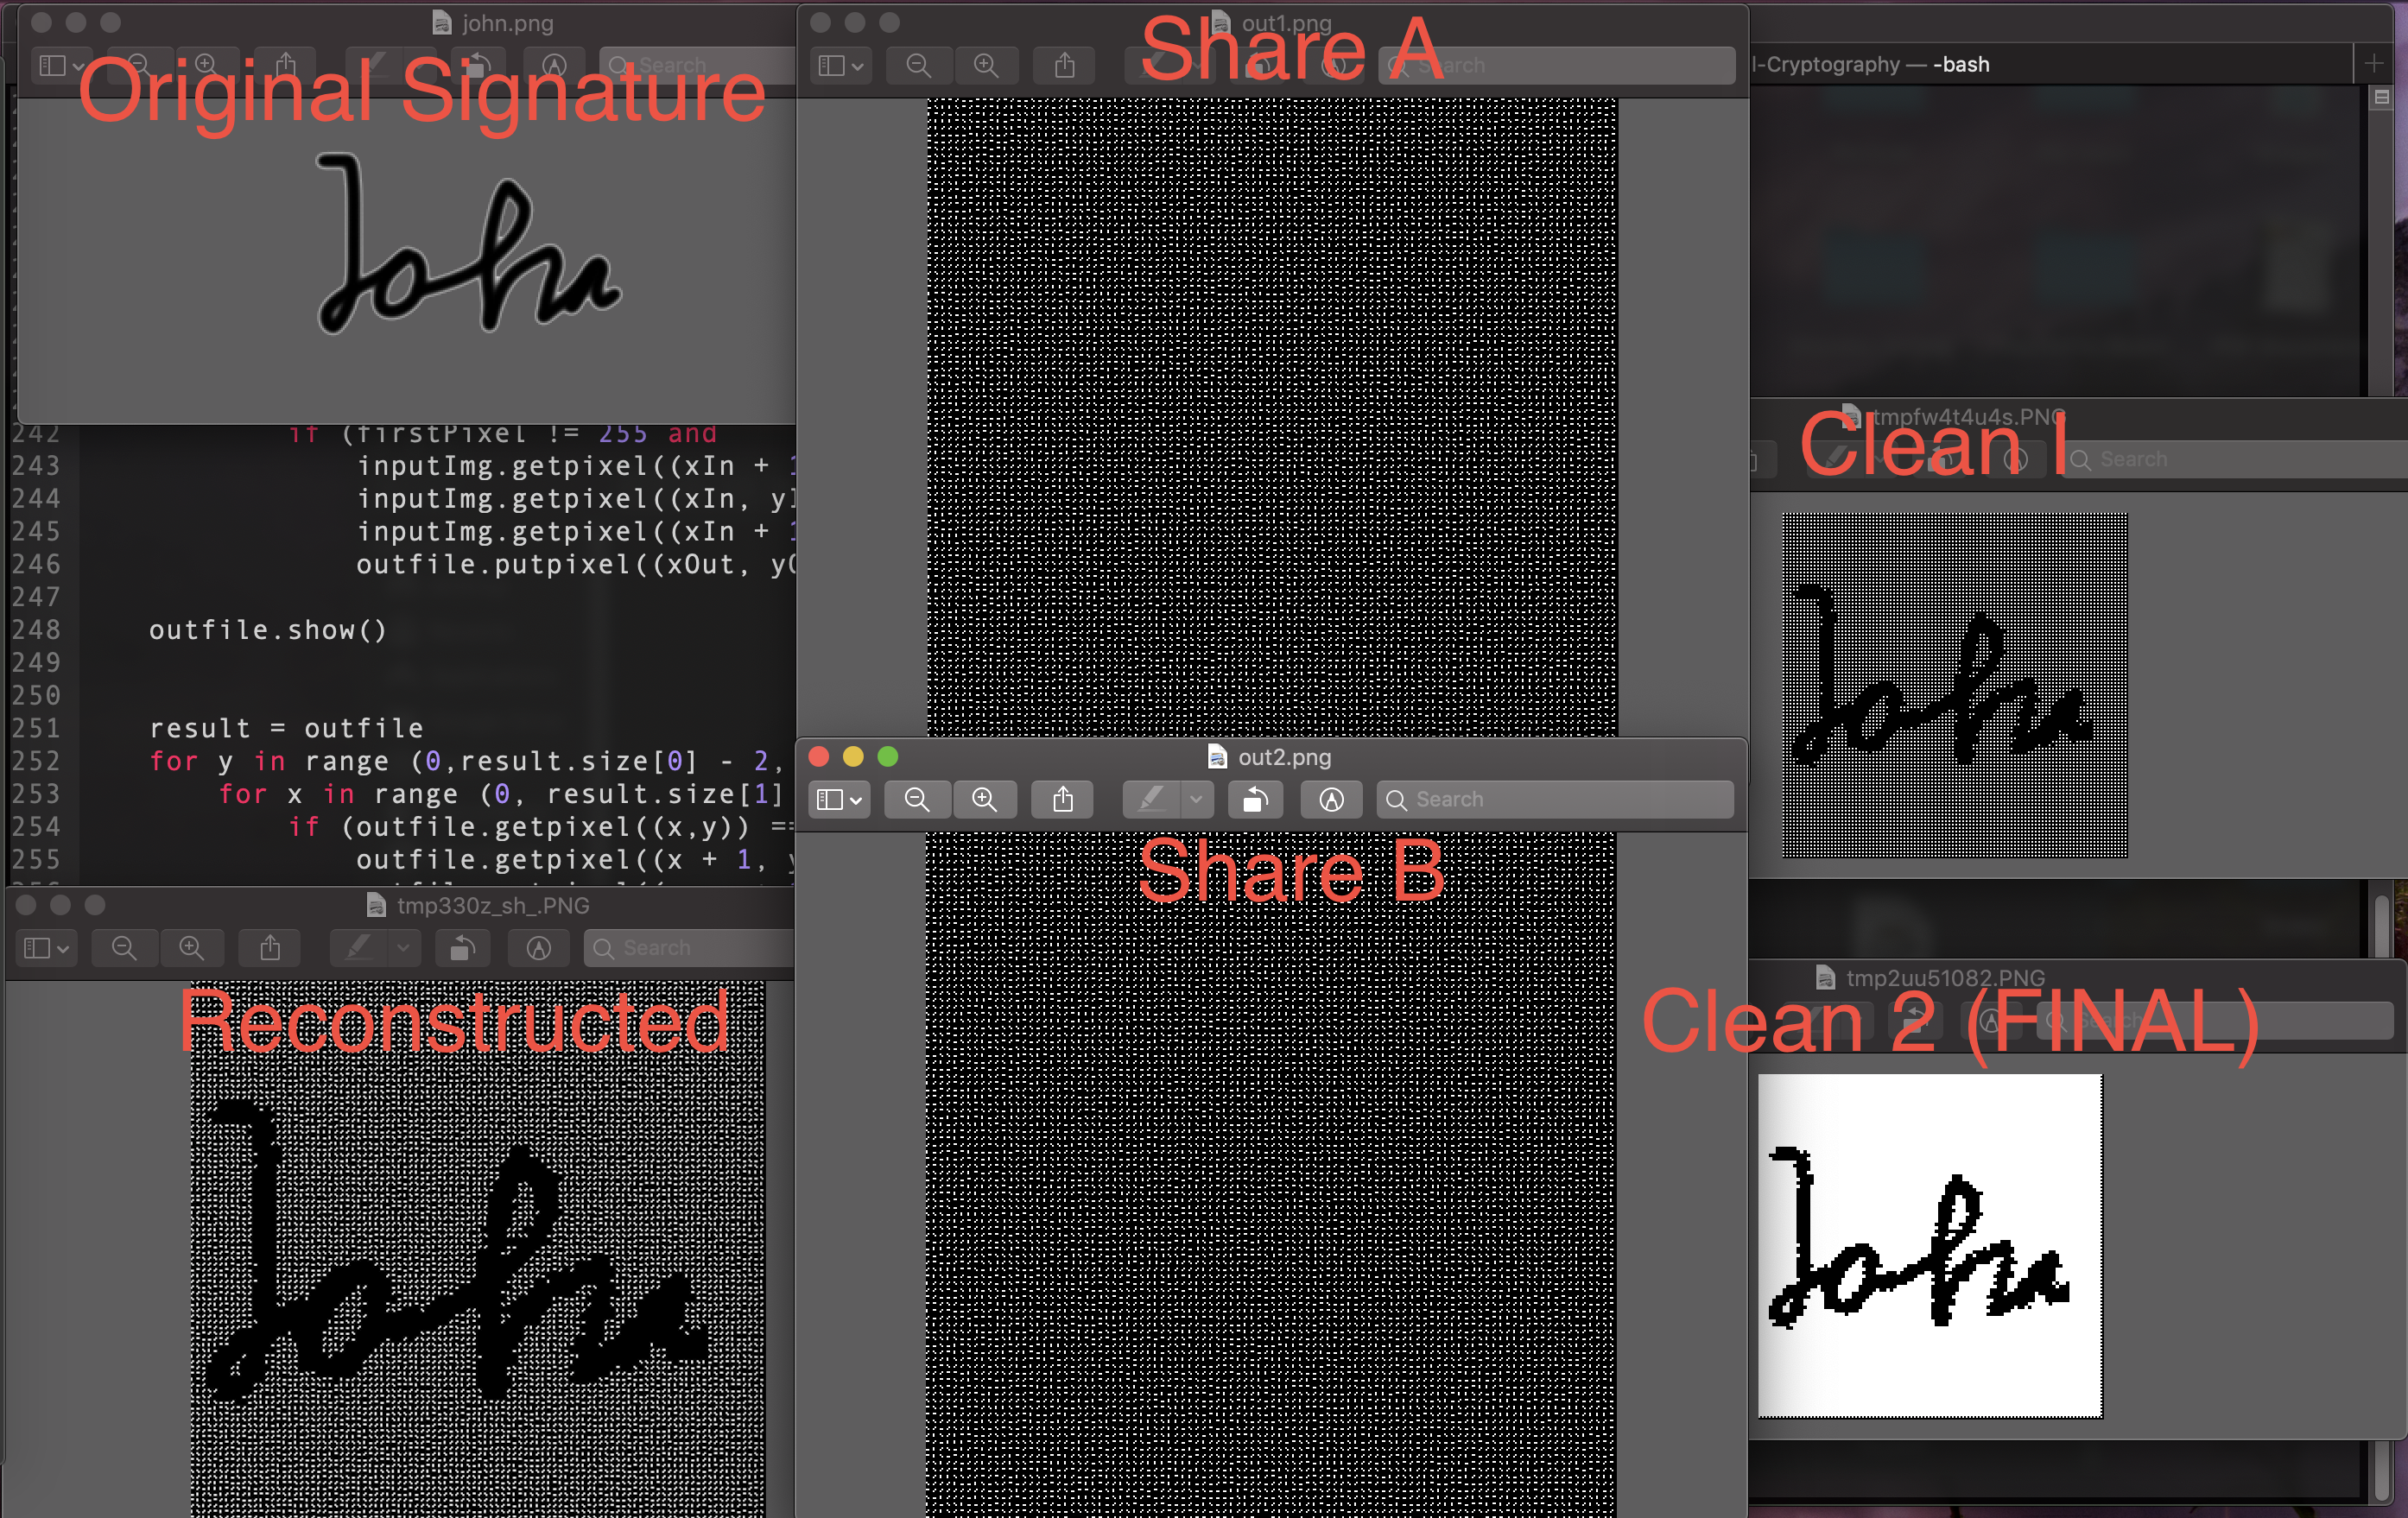 john.png
Search
Original Signature
John
out1.png
Search
Share A
l-Cryptography — -bash
242 if (firstPixel != 255 and
243 inputImg.getpixel((xIn +
244 inputImg.getpixel((xIn,
245 inputImg.getpixel((xIn +
246 outfile.putpixel((xOut,
247
248 outfile.show()
249
250
251 result = outfile
252 for y in range (0,result.size[0] - 2,
253 for x in range (0, result.size[1]
254 if (outfile.getpixel((x,y)) ==
255 outfile.getpixel((x + 1,
tmpfw4t4u4s.PNG
Search
Clean I
John
out2.png
Search
Share B
tmp330z_sh_.PNG
Search
Reconstructed
John
tmp2uu51082.PNG
Search
Clean 2 (FINAL)
John